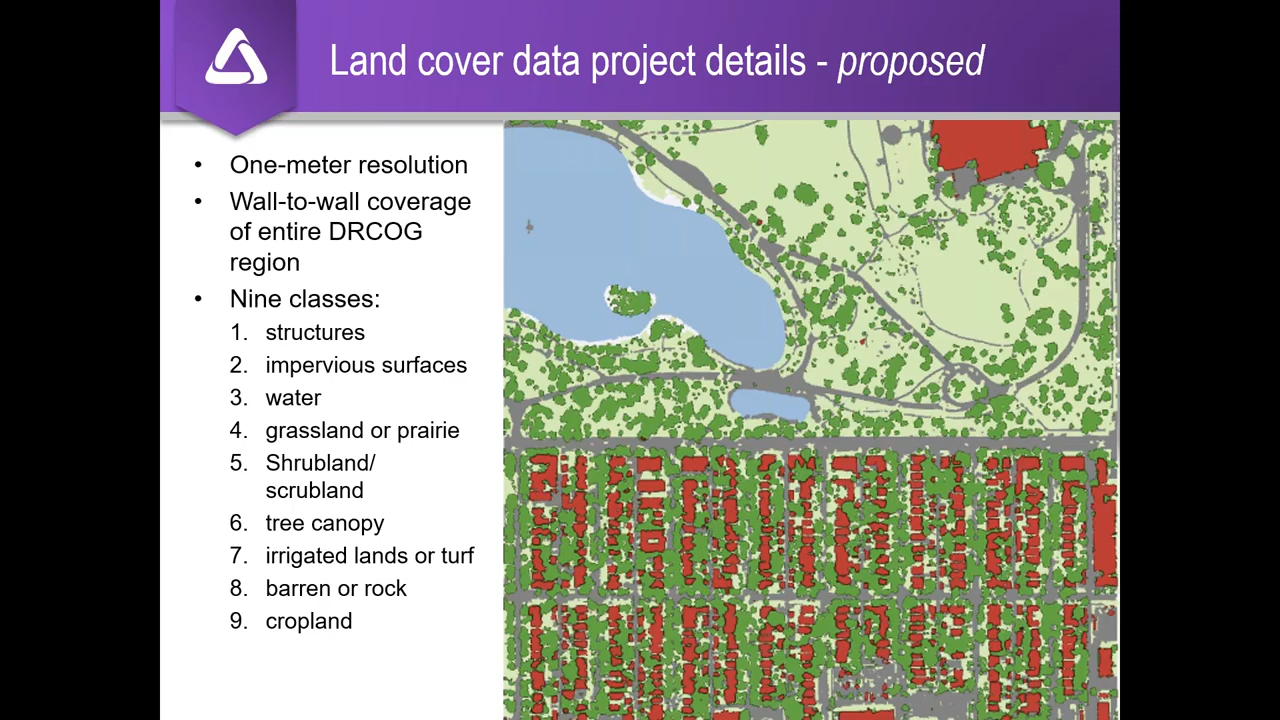 Land cover data project details - proposed
• One-meter resolution
• Wall-to-wall coverage
of entire DRCOG
region
• Nine classes:
1. structures
2. impervious surfaces
3. water
4. grassland or prairie
5. Shrubland/
scrubland
6. tree canopy
7. irrigated lands or turf
8. barren or rock
9. cropland